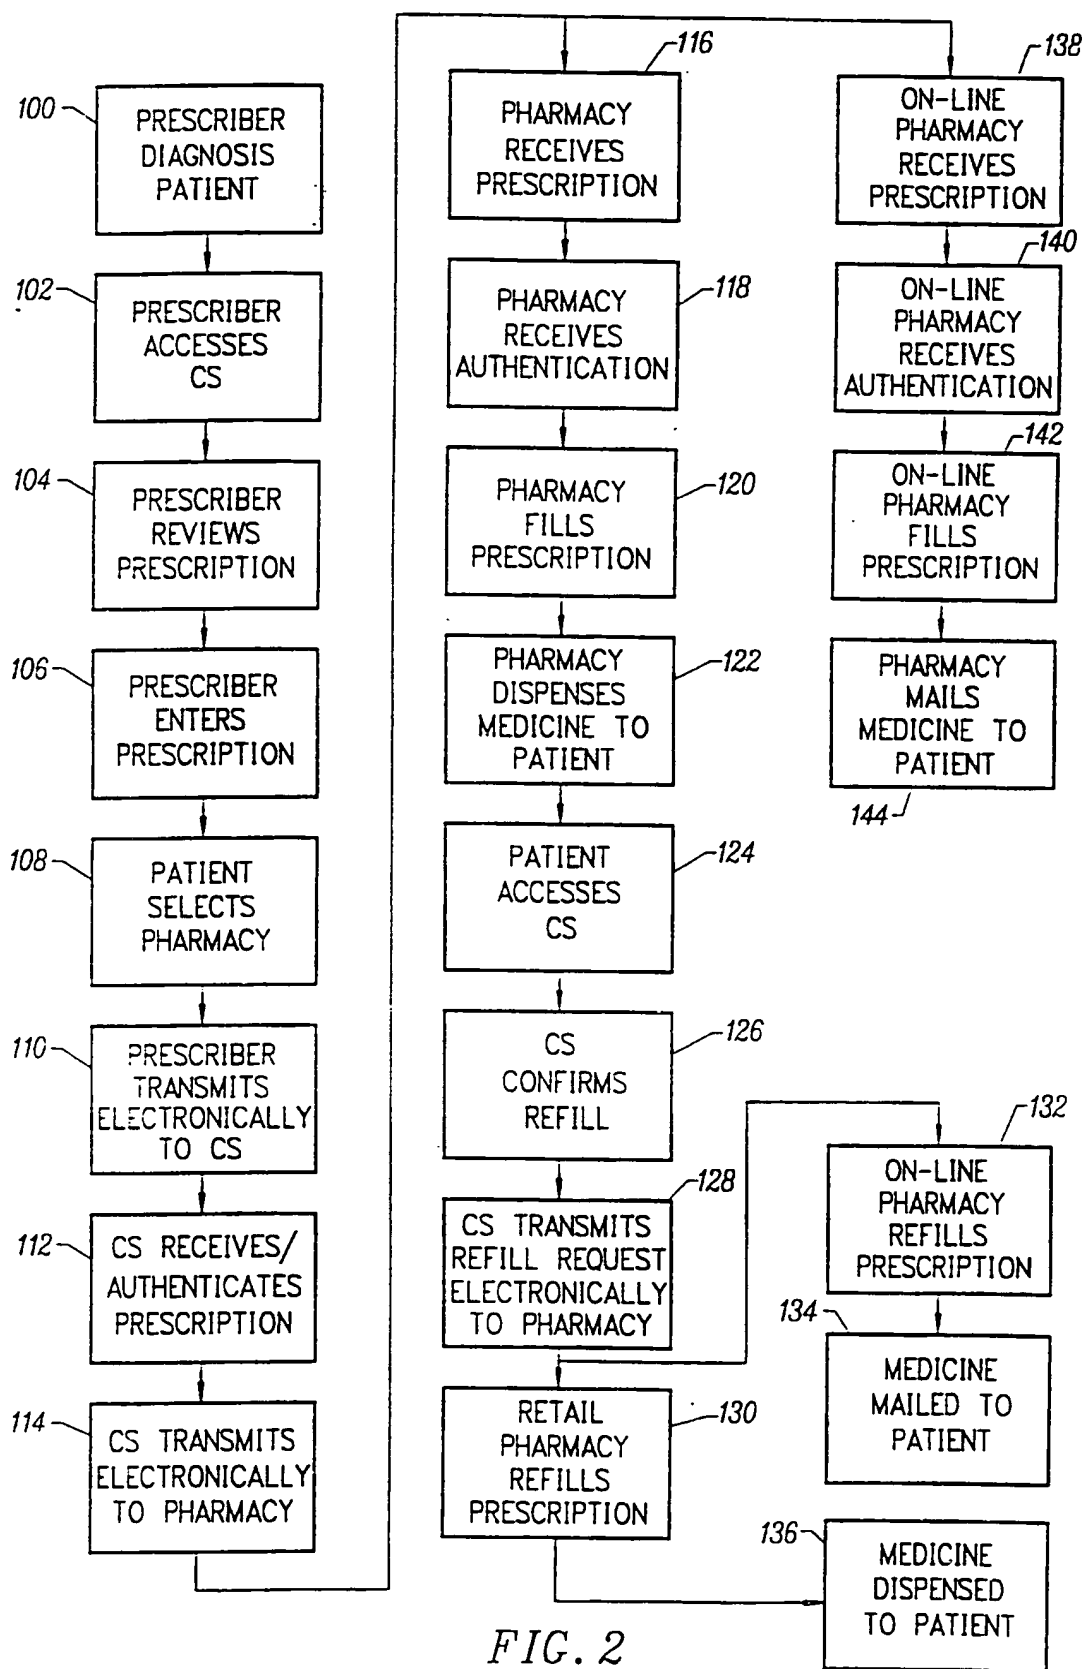 100
PRESCRIBER
DIAGNOSIS
PATIENT
102
PRESCRIBER
ACCESSES
CS
104
PRESCRIBER
REVIEWS
PRESCRIPTION
106
PRESCRIBER
ENTERS
PRESCRIPTION
108
PATIENT
SELECTS
PHARMACY
110
PRESCRIBER
TRANSMITS
ELECTRONICALLY
TO CS
112
CS RECEIVES/
AUTHENTICATES
PRESCRIPTION
114
CS TRANSMITS
ELECTRONICALLY
TO PHARMACY
116
PHARMACY
RECEIVES
PRESCRIPTION
118
PHARMACY
RECEIVES
AUTHENTICATION
120
PHARMACY
FILLS
PRESCRIPTION
122
PHARMACY
DISPENSES
MEDICINE TO
PATIENT
124
PATIENT
ACCESSES
CS
126
CS
CONFIRMS
REFILL
128
CS TRANSMITS
REFILL REQUEST
ELECTRONICALLY
TO PHARMACY
130
RETAIL
PHARMACY
REFILLS
PRESCRIPTION
138
ON-LINE
PHARMACY
RECEIVES
PRESCRIPTION
140
ON-LINE
PHARMACY
RECEIVES
AUTHENTICATION
142
ON-LINE
PHARMACY
FILLS
PRESCRIPTION
PHARMACY
MAILS
MEDICINE TO
PATIENT
144
132
ON-LINE
PHARMACY
REFILLS
PRESCRIPTION
134
MEDICINE
MAILED TO
PATIENT
136
MEDICINE
DISPENSED
TO PATIENT
FIG. 2